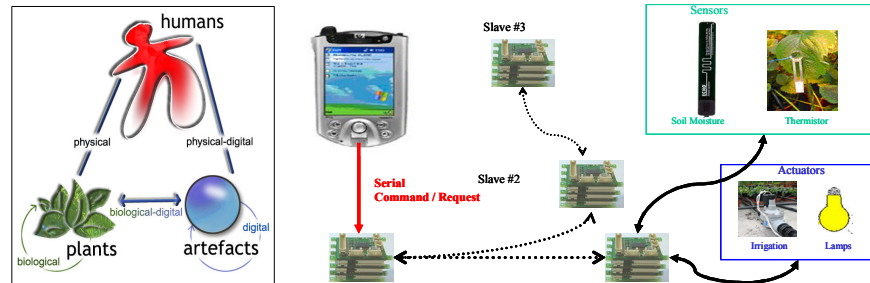 humans
physical
physical-digital
biological-digital
digital
plants
artefacts
biological
Slave #3
Slave #2
Serial
Command / Request
Sensors
Soil Moisture
Thermistor
Actuators
Irrigation
Lamps